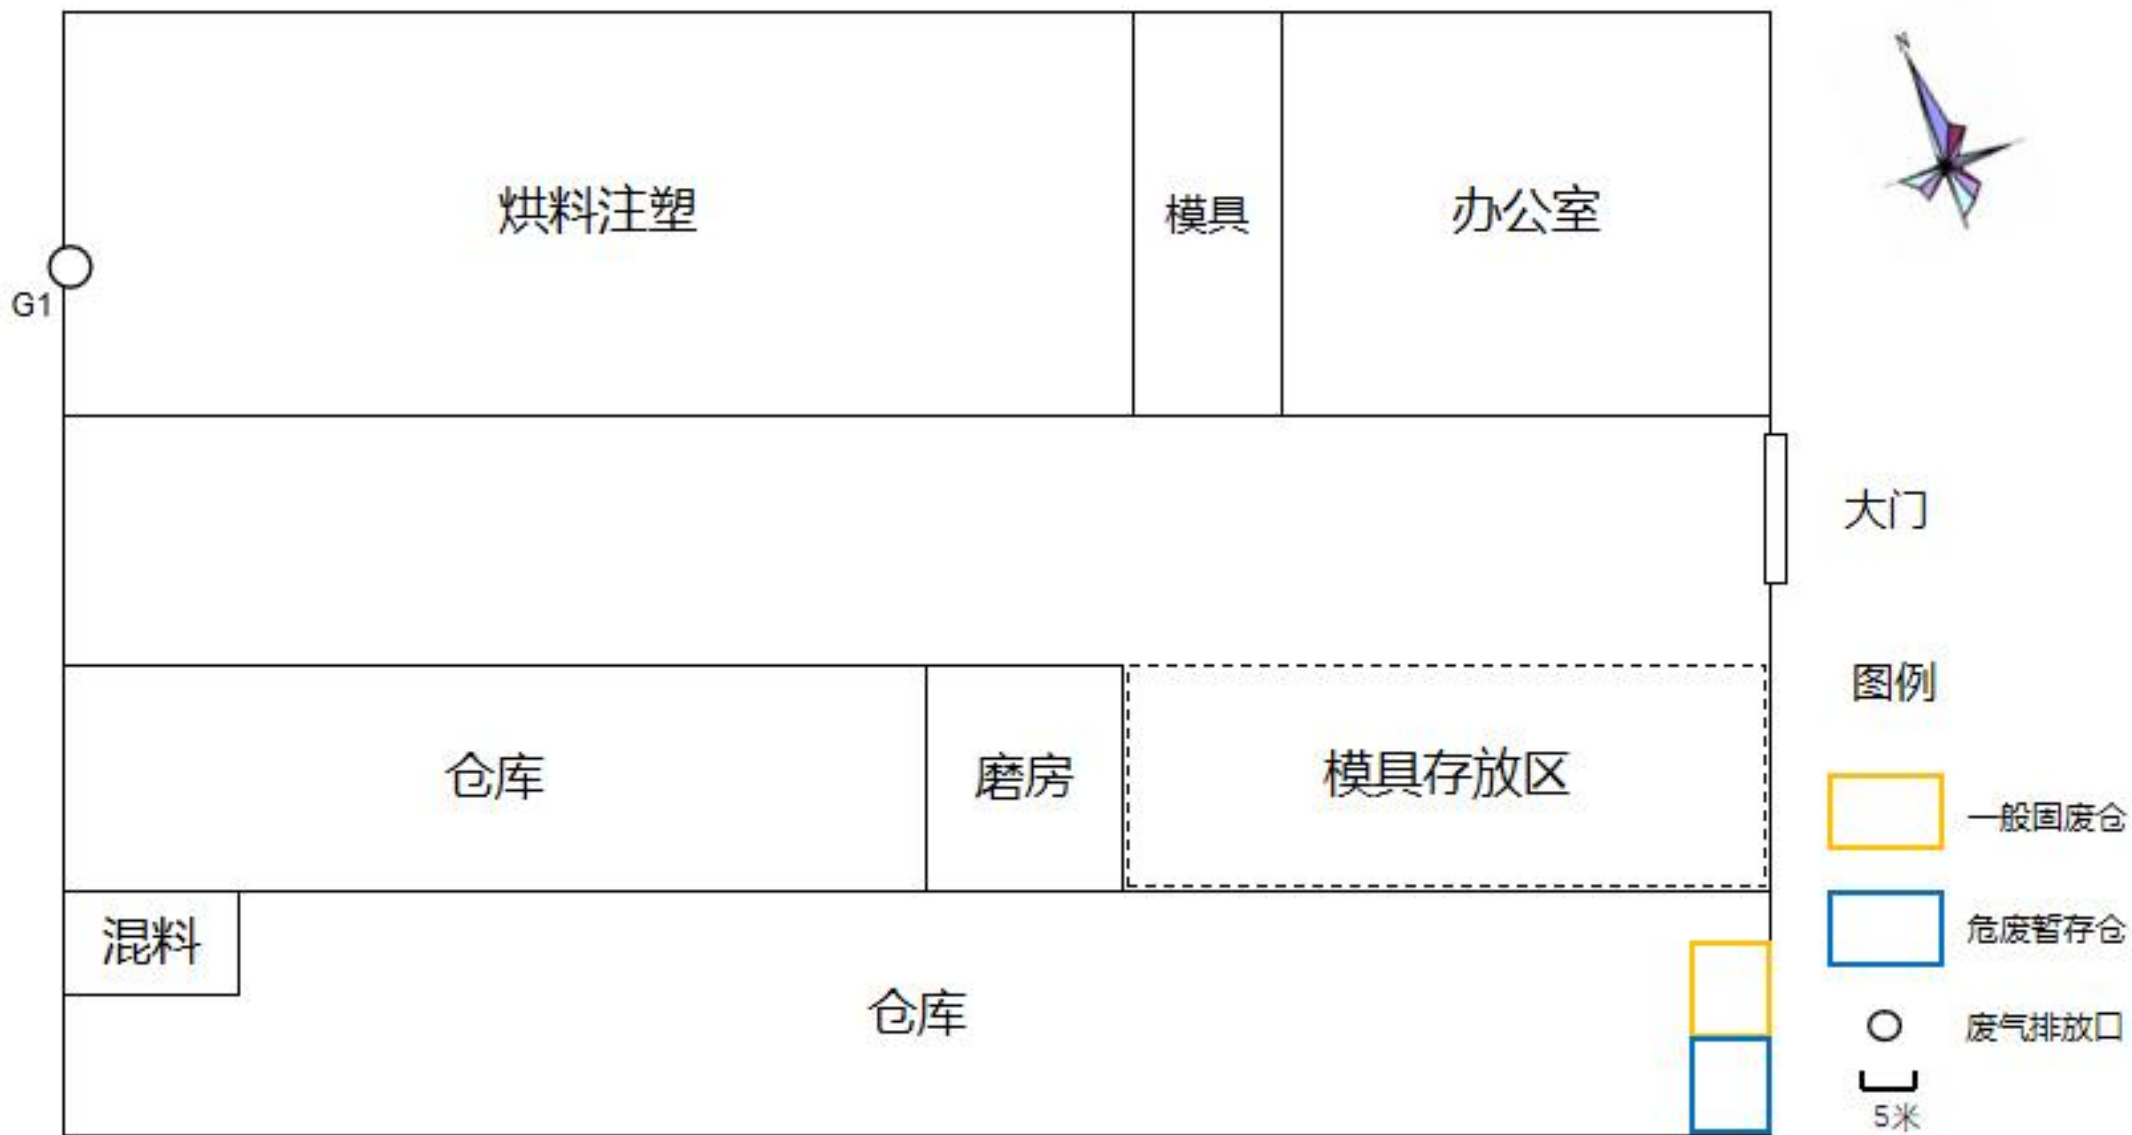 N
烘料注塑
模具
办公室
G1
大门
图例
仓库
磨房
模具存放区
一般固废仓
混料
危废暂存仓
仓库
废气排放口
5米